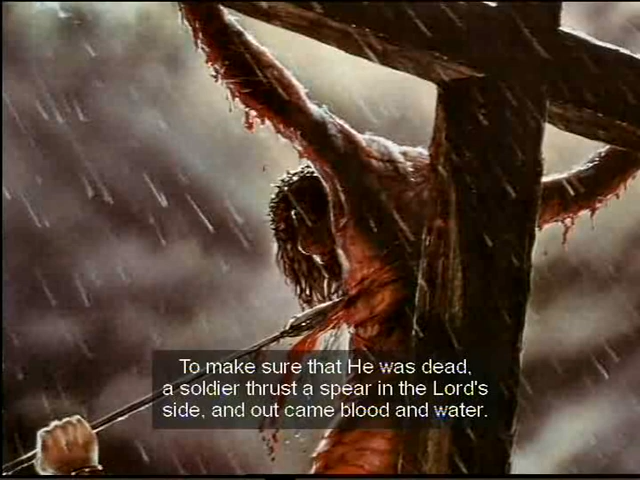 To make sure that He was dead,
a soldier thrust a spear in the Lord's
side, and out came blood and water.